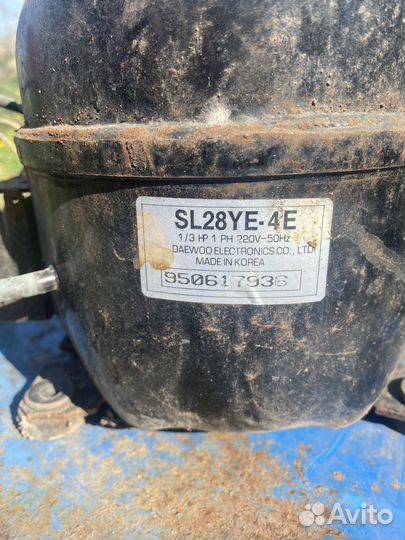 SL28YE-4E
1/3 HP 1 PH 220V-50Hz
DAEWOO ELECTRONICS CO., LTD
MADE IN KOREA
950617936
Avito